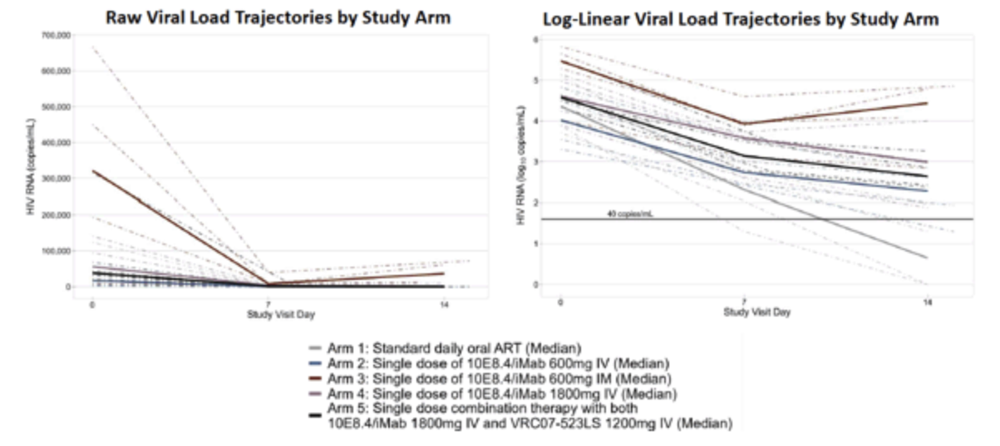 Raw Viral Load Trajectories by Study Arm
HIV RNA (copies/mL)
700,000
600,000
500,000
400,000
300,000
200,000
100,000
0
0 7 14
Study Visit Day
Log-Linear Viral Load Trajectories by Study Arm
HIV RNA (log₁₀ copies/mL)
6
5
4
3
2
1
0
40 copies/mL
0 7 14
Study Visit Day
Arm 1: Standard daily oral ART (Median)
Arm 2: Single dose of 10E8.4/iMab 600mg IV (Median)
Arm 3: Single dose of 10E8.4/iMab 600mg IM (Median)
Arm 4: Single dose of 10E8.4/iMab 1800mg IV (Median)
Arm 5: Single dose combination therapy with both
10E8.4/iMab 1800mg IV and VRC07-523LS 1200mg IV (Median)